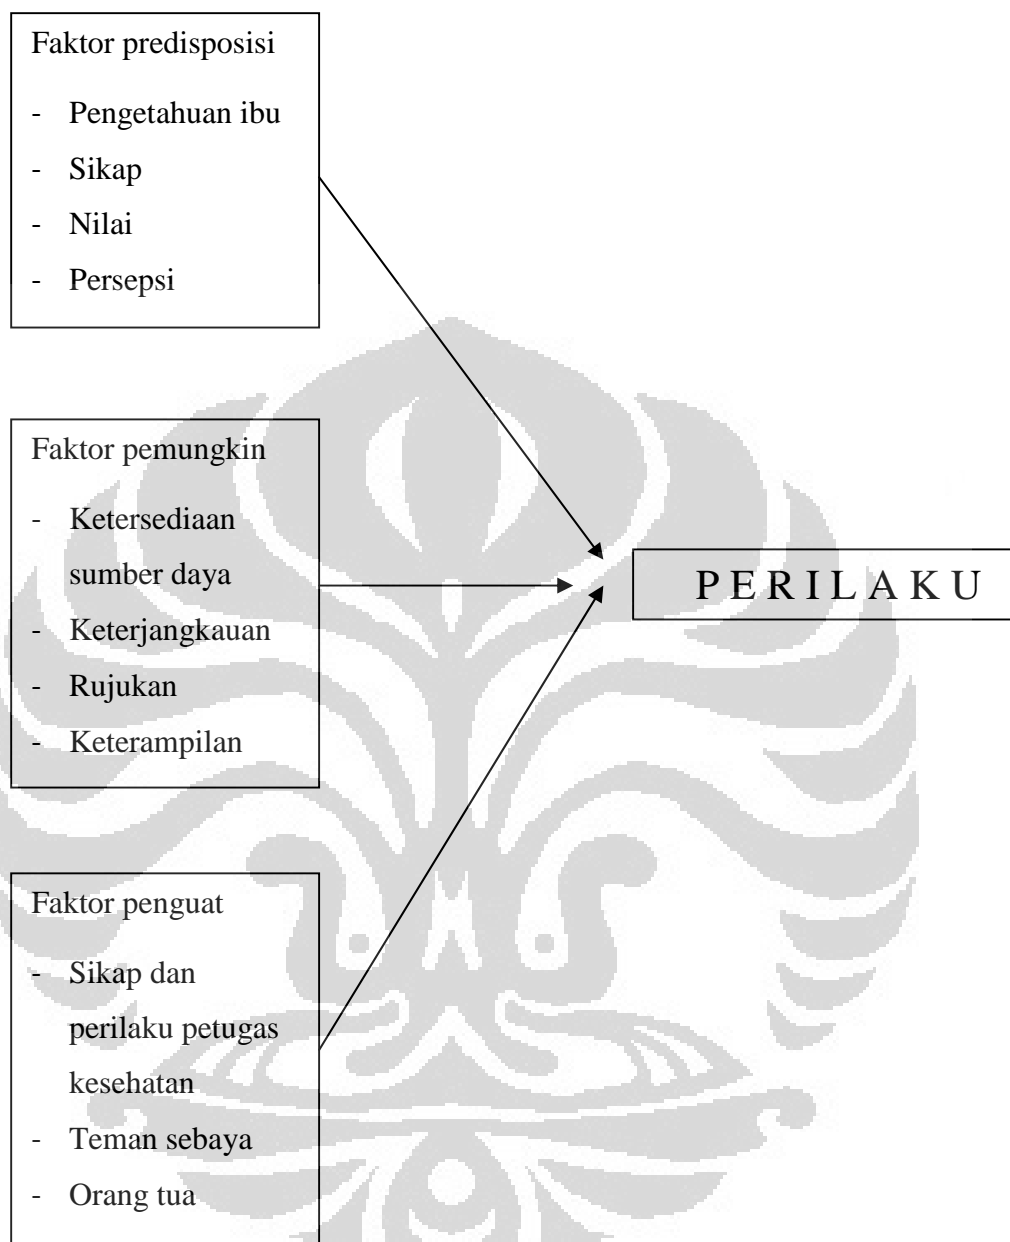 Faktor predisposisi
- Pengetahuan ibu
- Sikap
- Nilai
- Persepsi
Faktor pemungkin
- Ketersediaan
sumber daya
- Keterjangkauan
- Rujukan
- Keterampilan
P E R I L A K U
Faktor penguat
- Sikap dan
perilaku petugas
kesehatan
- Teman sebaya
- Orang tua